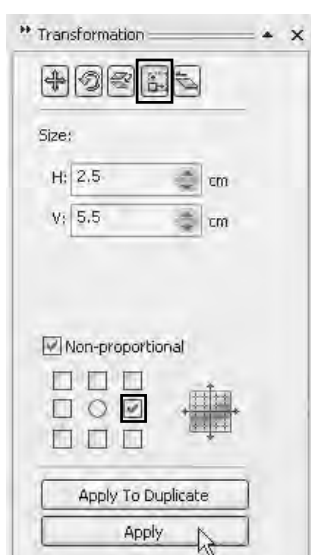 Transformation
Size:
H: 2.5 cm
V: 5.5 cm
Non-proportional
Apply To Duplicate
Apply